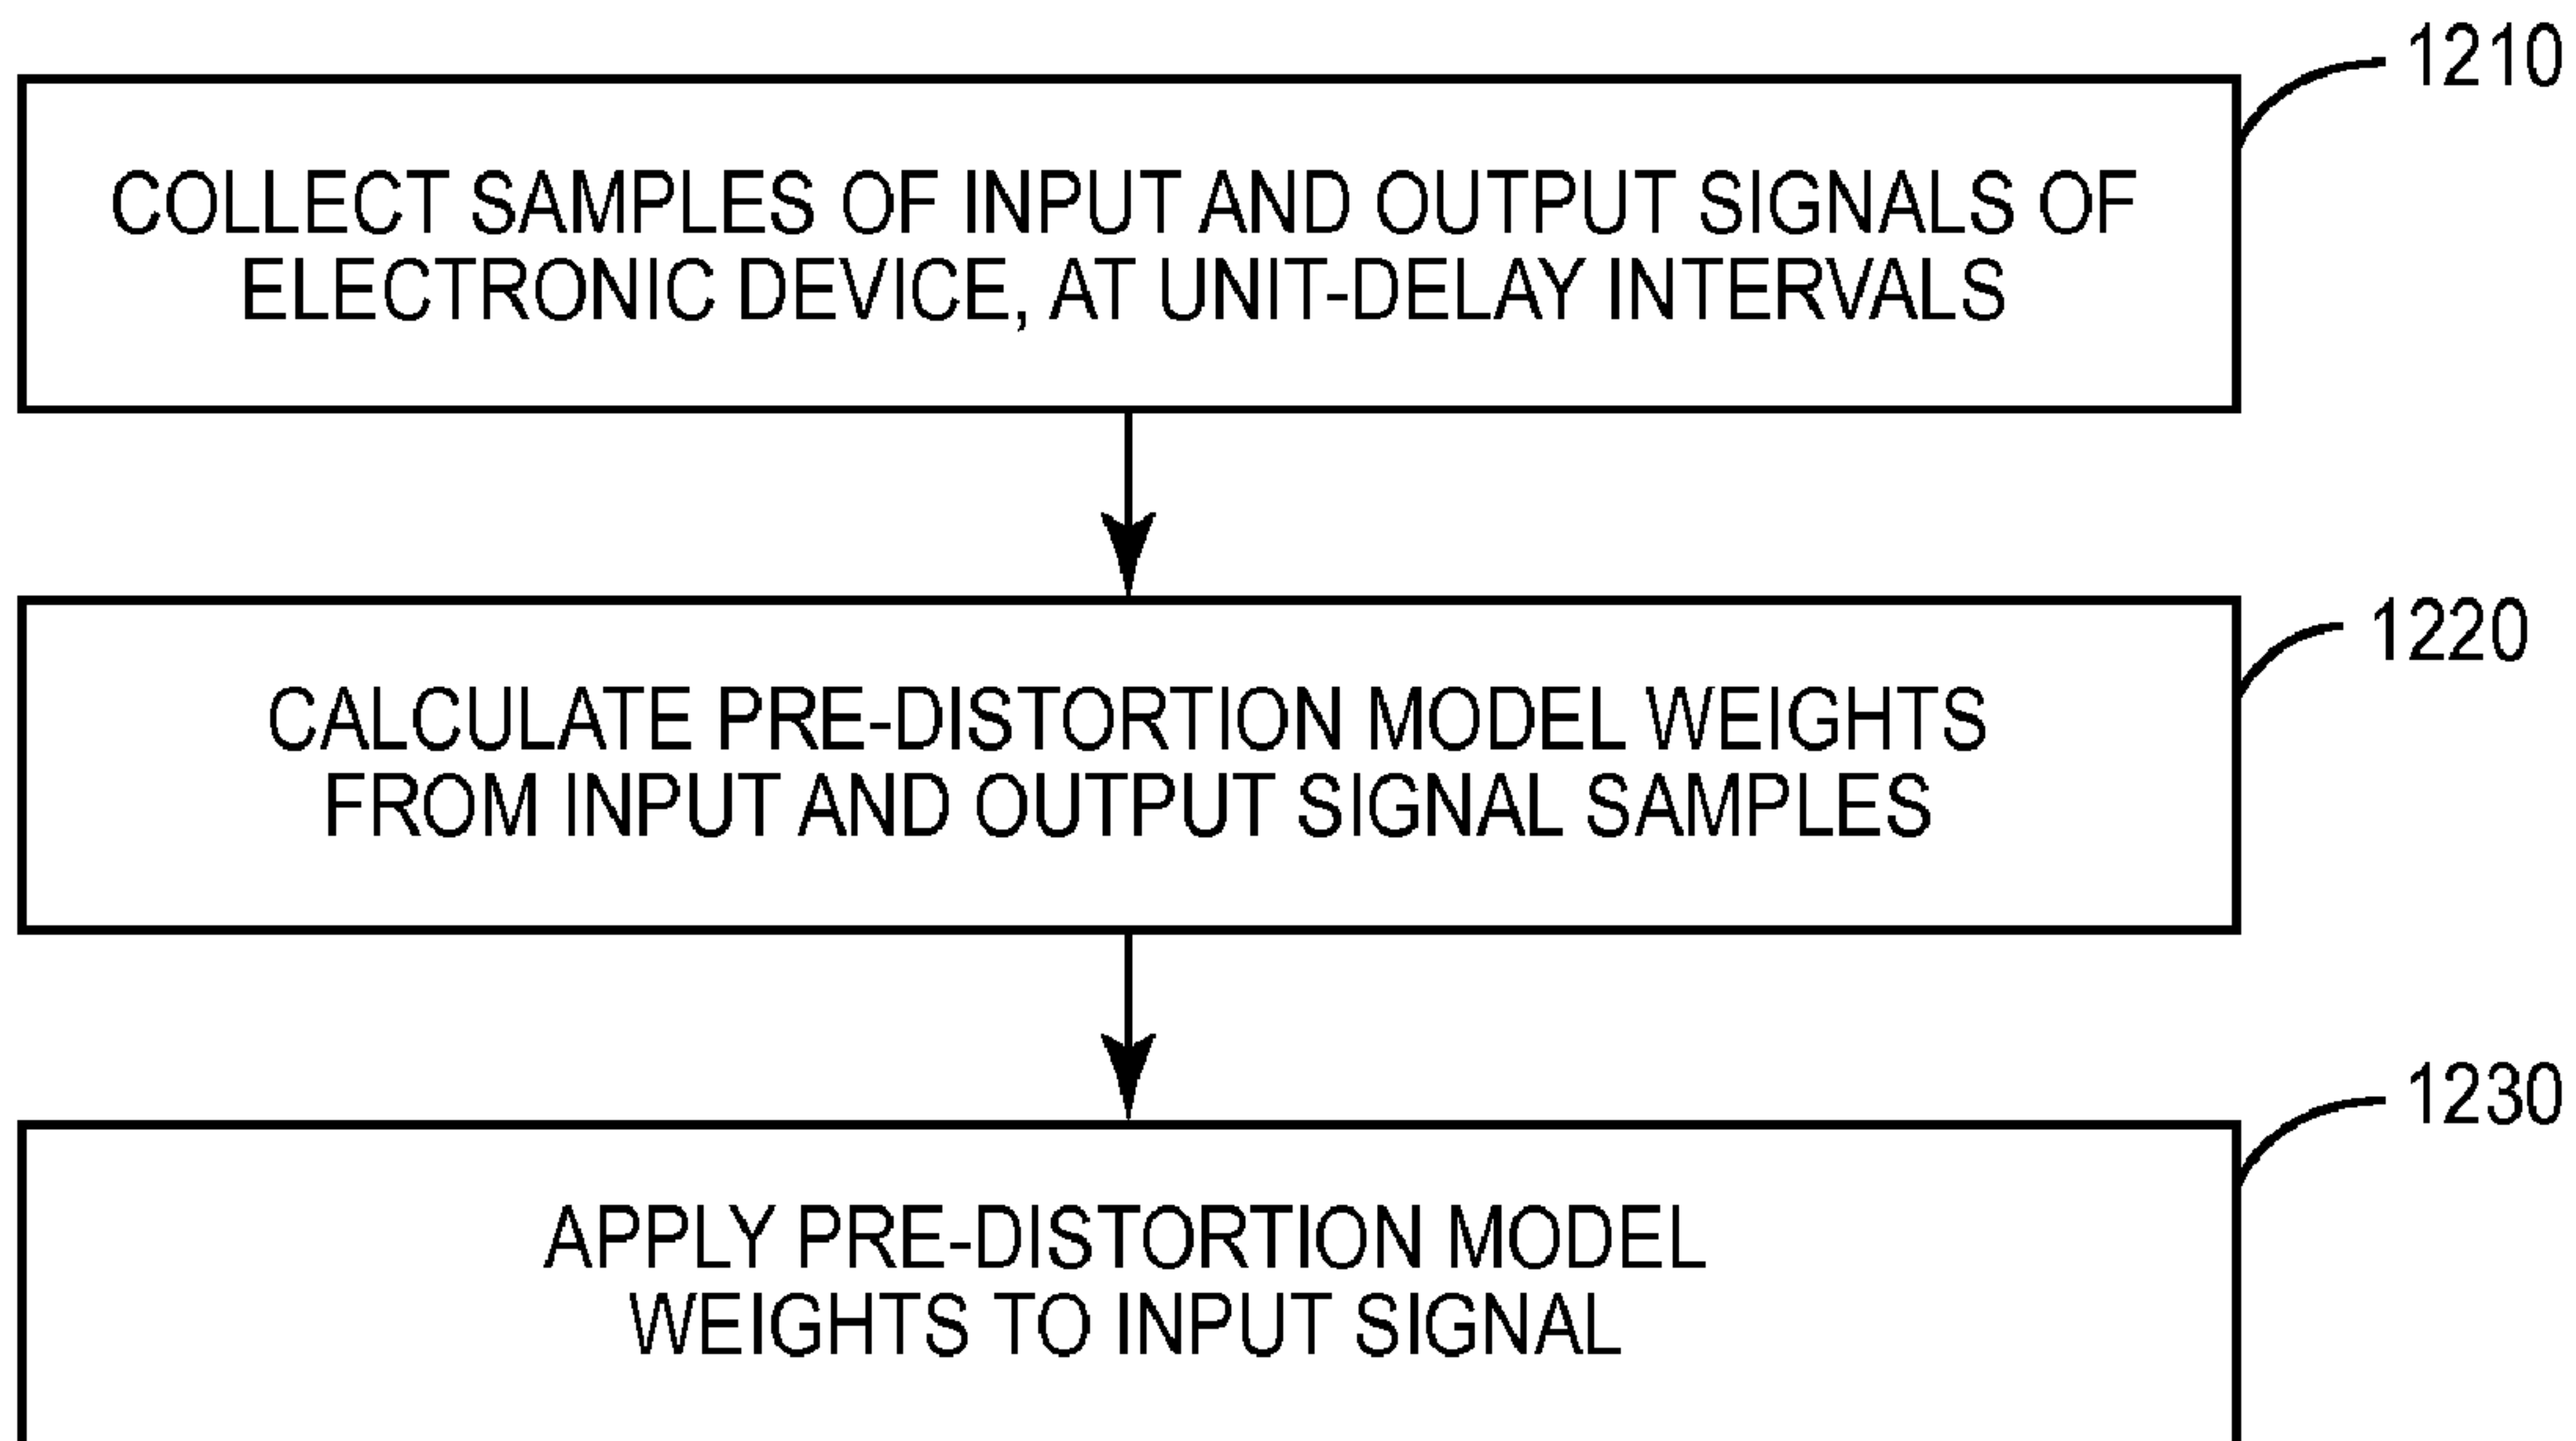 1210
COLLECT SAMPLES OF INPUT AND OUTPUT SIGNALS OF
ELECTRONIC DEVICE, AT UNIT-DELAY INTERVALS
1220
CALCULATE PRE-DISTORTION MODEL WEIGHTS
FROM INPUT AND OUTPUT SIGNAL SAMPLES
1230
APPLY PRE-DISTORTION MODEL
WEIGHTS TO INPUT SIGNAL